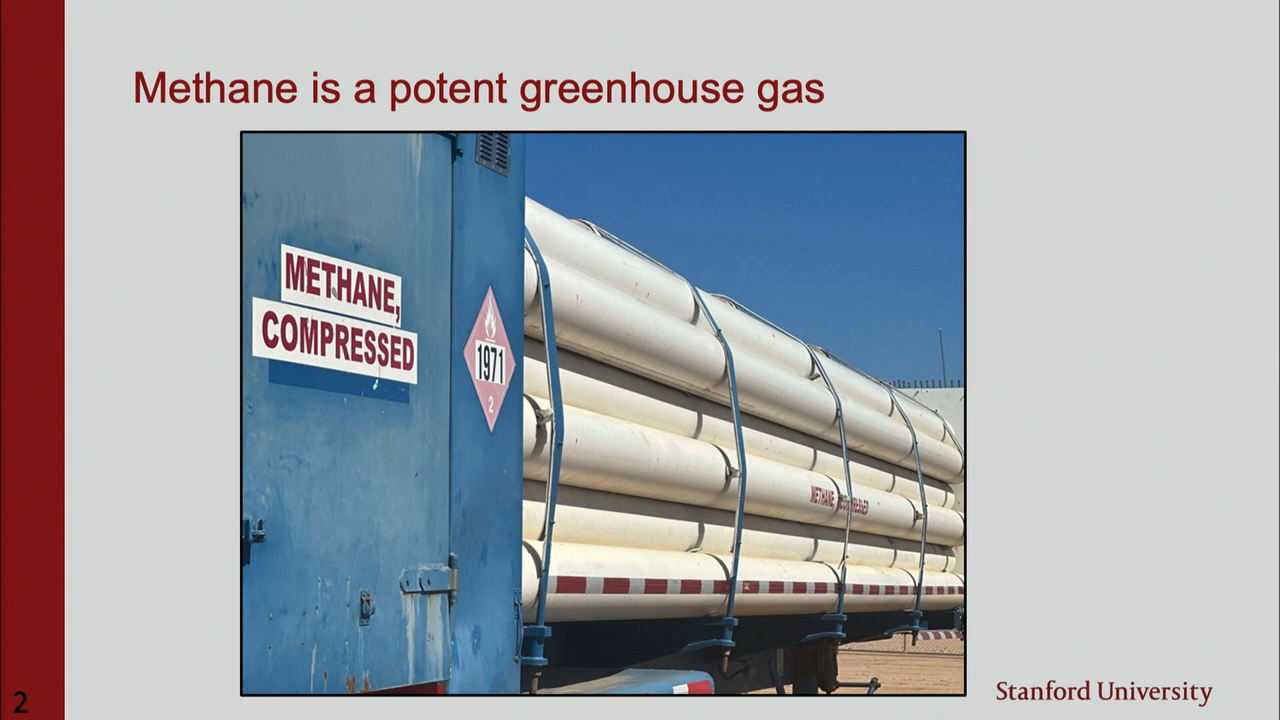 Methane is a potent greenhouse gas
METHANE,
COMPRESSED
1971
2
METHANE
2
Stanford University